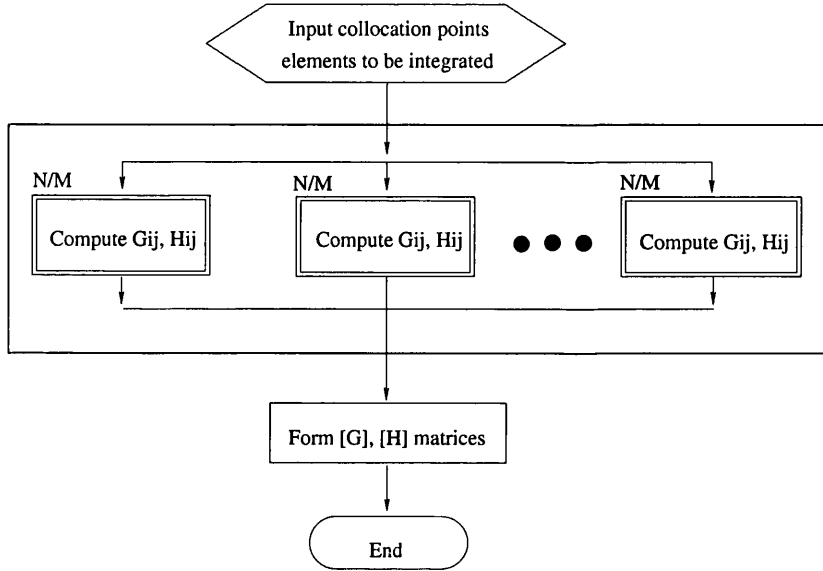 Input collocation points
elements to be integrated
N/M
N/M
N/M
Compute Gij, Hij
Compute Gij, Hij
Compute Gij, Hij
Form [G], [H] matrices
End